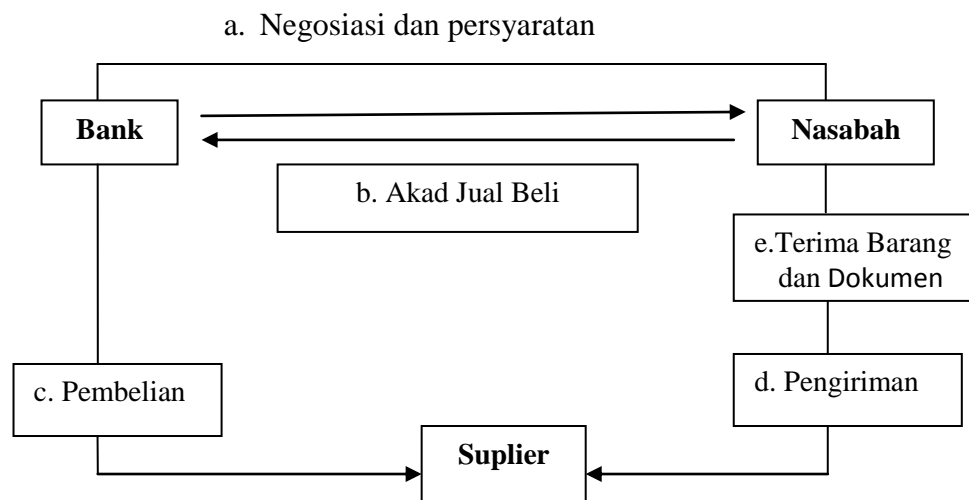 a. Negosiasi dan persyaratan
Bank
Nasabah
b. Akad Jual Beli
e.Terima Barang
dan Dokumen
c. Pembelian
d. Pengiriman
Suplier